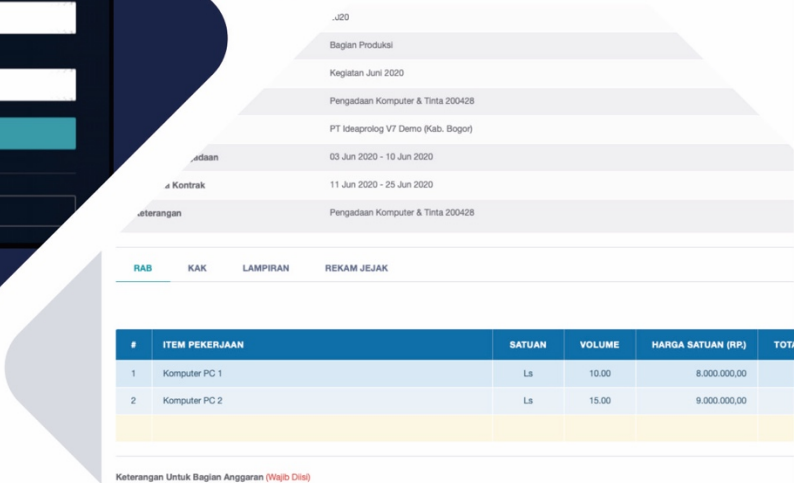 Bagian Produksi
Kegiatan Juni 2020
Pengadaan Komputer & Tinta 200428
PT Ideaprolog V7 Demo (Kab. Bogor)
03 Jun 2020 - 10 Jun 2020
Kontrak 11 Jun 2020 - 25 Jun 2020
Pengadaan Komputer & Tinta 200428
RAB KAK LAMPIRAN REKAM JEJAK
# ITEM PEKERJAAN SATUAN VOLUME HARGA SATUAN (RP.)
1 Komputer PC 1 Ls 10.00 8.000.000,00
2 Komputer PC 2 Ls 15.00 9.000.000,00
Keterangan Untuk Bagian Anggaran (Wajib Diisi)